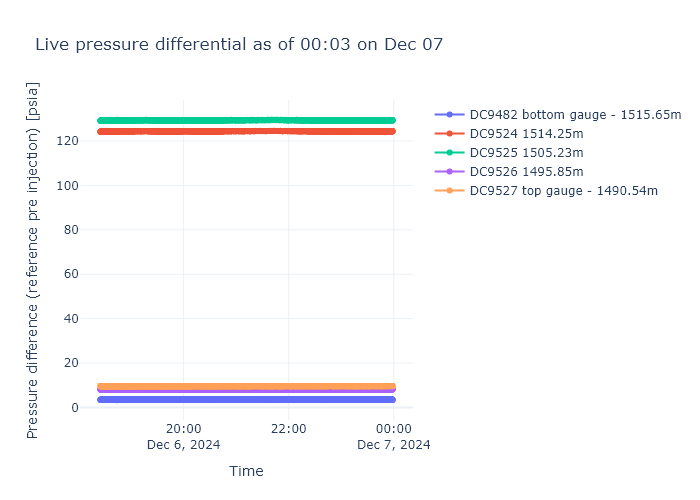 Live pressure differential as of 00:03 on Dec 07
Pressure difference (reference pre injection) [psia]
120
100
80
60
40
20
0
20:00
Dec 6, 2024
22:00
00:00
Dec 7, 2024
Time
DC9482 bottom gauge - 1515.65m
DC9524 1514.25m
DC9525 1505.23m
DC9526 1495.85m
DC9527 top gauge - 1490.54m